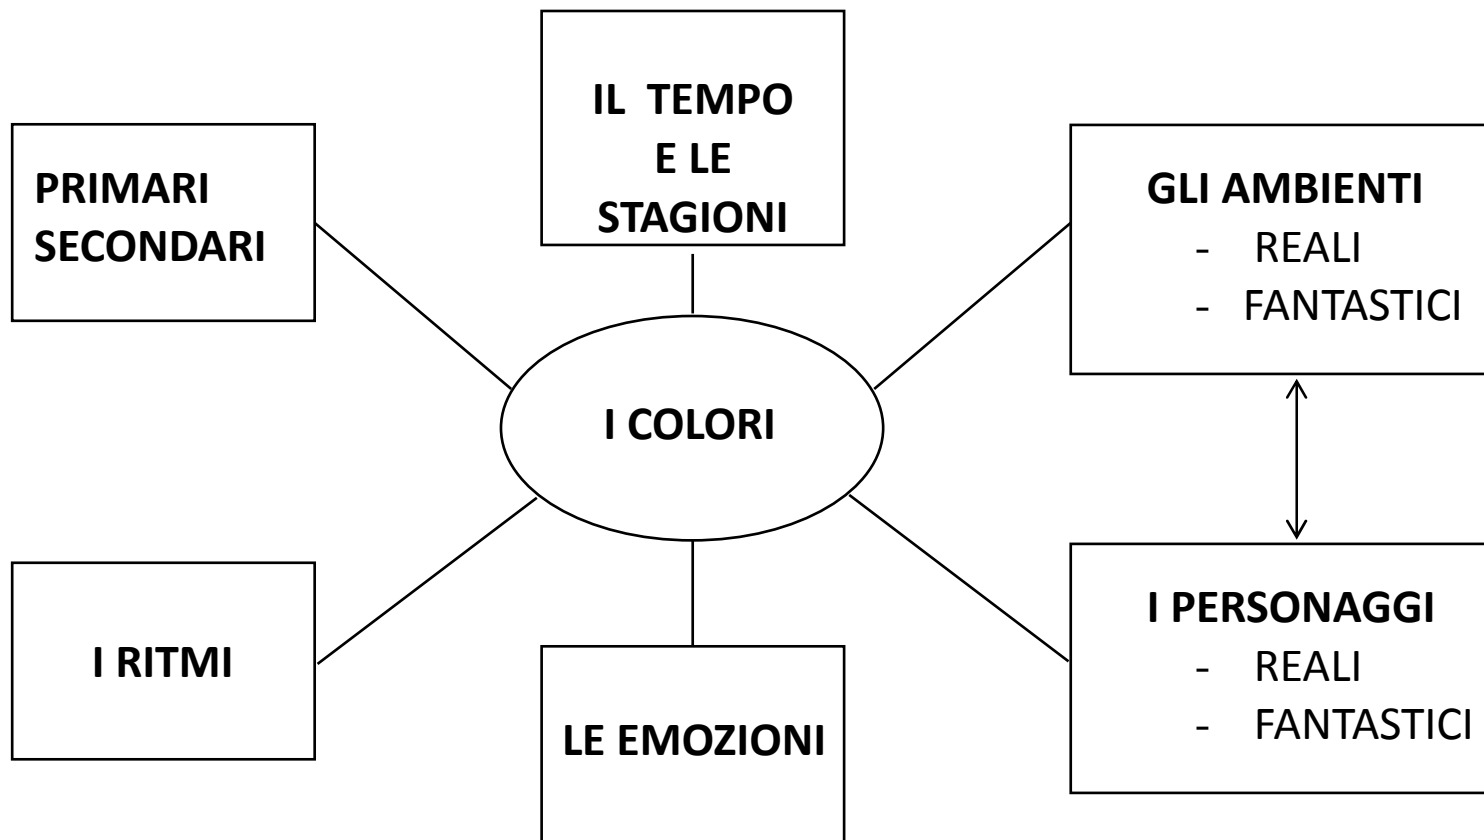 IL TEMPO
E LE
STAGIONI
PRIMARI
SECONDARI
GLI AMBIENTI
- REALI
- FANTASTICI
I COLORI
I RITMI
LE EMOZIONI
I PERSONAGGI
- REALI
- FANTASTICI